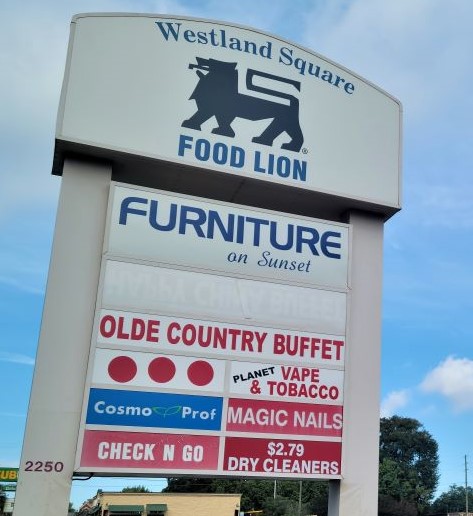 Westland Square
FOOD LION
®
FURNITURE
on Sunset
OLDE COUNTRY BUFFET
PLANET VAPE
& TOBACCO
Cosmo Prof
MAGIC NAILS
CHECK N GO
$2.79
DRY CLEANERS
2250
UB